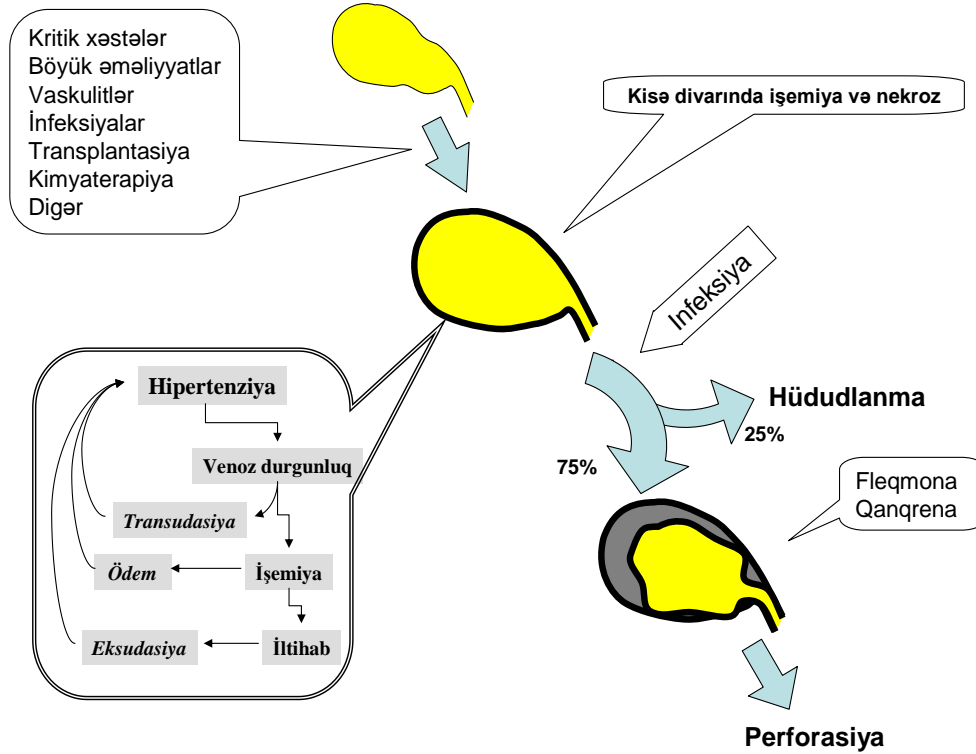 Kritik xəstələr
Böyük əməliyyatlar
Vaskulitlər
İnfeksiyalar
Transplantasiya
Kimyaterapiya
Digər
Kisə divarında işemiya və nekroz
Infeksiya
Hüdudlanma
25%
75%
Fleqmona
Qanqrena
Hipertenziya
Venoz durgunluq
Transudasiya
Ödem
İşemiya
Eksudasiya
İltihab
Perforasiya